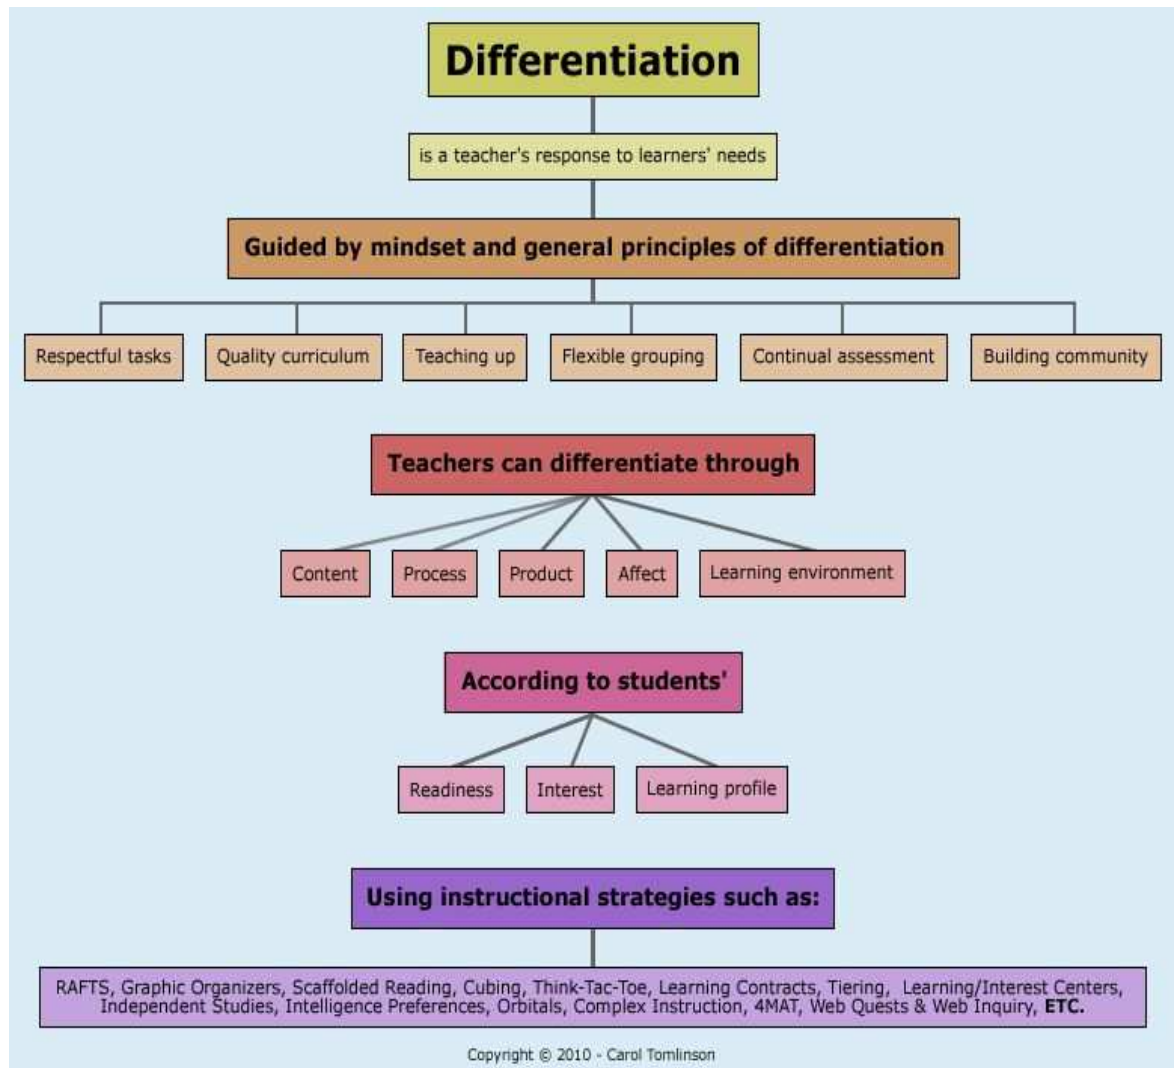 Differentiation
is a teacher's response to learners' needs
Guided by mindset and general principles of differentiation
Respectful tasks
Quality curriculum
Teaching up
Flexible grouping
Continual assessment
Building community
Teachers can differentiate through
Content
Process
Product
Affect
Learning environment
According to students'
Readiness
Interest
Learning profile
Using instructional strategies such as:
RAFTS, Graphic Organizers, Scaffolded Reading, Cubing, Think-Tac-Toe, Learning Contracts, Tiering, Learning/Interest Centers,
Independent Studies, Intelligence Preferences, Orbitals, Complex Instruction, 4MAT, Web Quests & Web Inquiry, ETC.
Copyright © 2010 - Carol Tomlinson